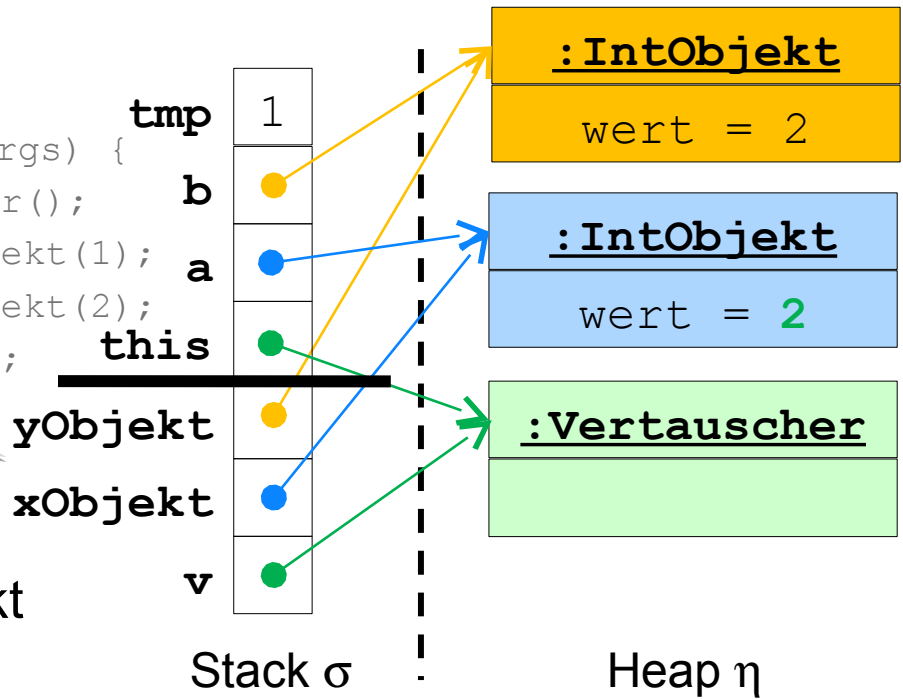 :IntObjekt
tmp 1
wert = 2
rgs) {
b
r();
:IntObjekt
ekt(1);
a
ekt(2);
wert = 2
;
this
yObjekt
:Vertauscher
xObjekt
v
kt
Stack σ
Heap η